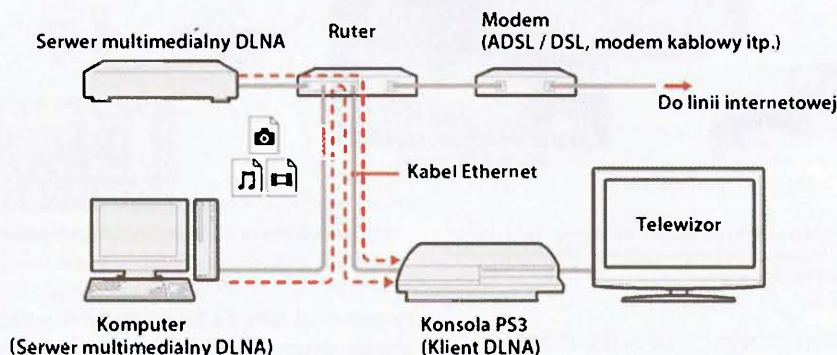 Serwer multimedialny DLNA
Ruter
Modem
(ADSL / DSL, modem kablowy itp.)
Do linii internetowej
Kabel Ethernet
Telewizor
Komputer
(Serwer multimedialny DLNA)
Konsola PS3
(Klient DLNA)